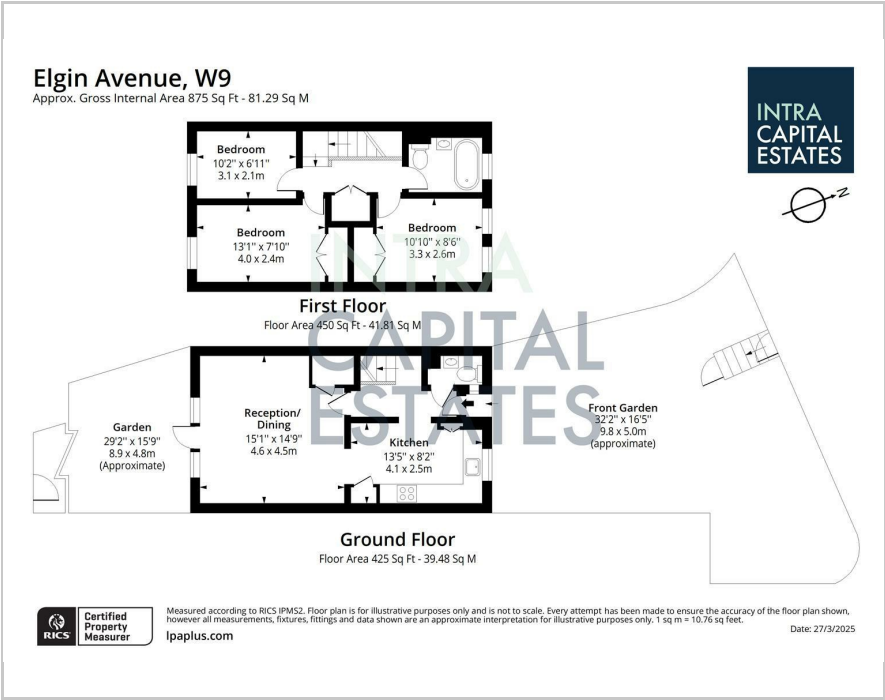 Elgin Avenue, W9
Approx. Gross Internal Area 875 Sq Ft - 81.29 Sq M
INTRA
CAPITAL
ESTATES
N
Bedroom
10'2" x 6'11"
3.1 x 2.1m
Bedroom
13'1" x 7'10"
4.0 x 2.4m
Bedroom
10'10" x 8'6"
3.3 x 2.6m
First Floor
Floor Area 450 Sq Ft - 41.81 Sq M
INTRA
CAPITAL
ESTATES
Garden
29'2" x 15'9"
8.9 x 4.8m
(Approximate)
Reception/
Dining
15'1" x 14'9"
4.6 x 4.5m
Kitchen
13'5" x 8'2"
4.1 x 2.5m
Front Garden
32'2" x 16'5"
9.8 x 5.0m
(approximate)
Ground Floor
Floor Area 425 Sq Ft - 39.48 Sq M
RICS
Certified
Property
Measurer
Measured according to RICS IPMS2. Floor plan is for illustrative purposes only and is not to scale. Every attempt has been made to ensure the accuracy of the floor plan shown,
however all measurements, fixtures, fittings and data shown are an approximate interpretation for illustrative purposes only. 1 sq m = 10.76 sq feet.
lpaplus.com
Date: 27/3/2025